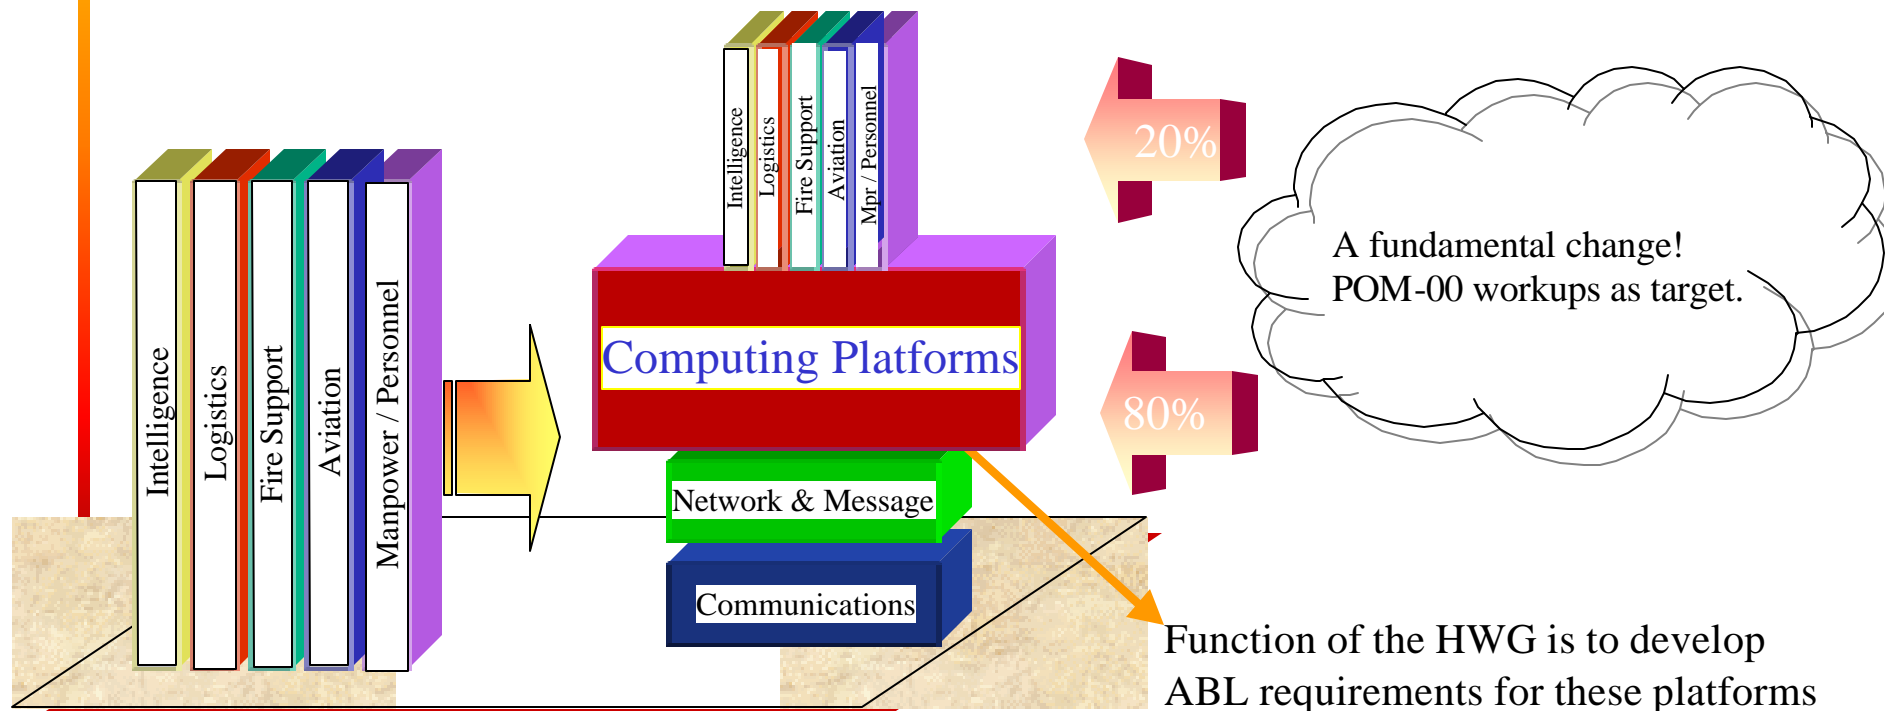 Intelligence
Logistics
Fire Support
Aviation
Manpower / Personnel
Intelligence
Logistics
Fire Support
Aviation
Mpr / Personnel
Computing Platforms
Network & Message
Communications
20%
80%
A fundamental change!
POM-00 workups as target.
Function of the HWG is to develop
ABL requirements for these platforms